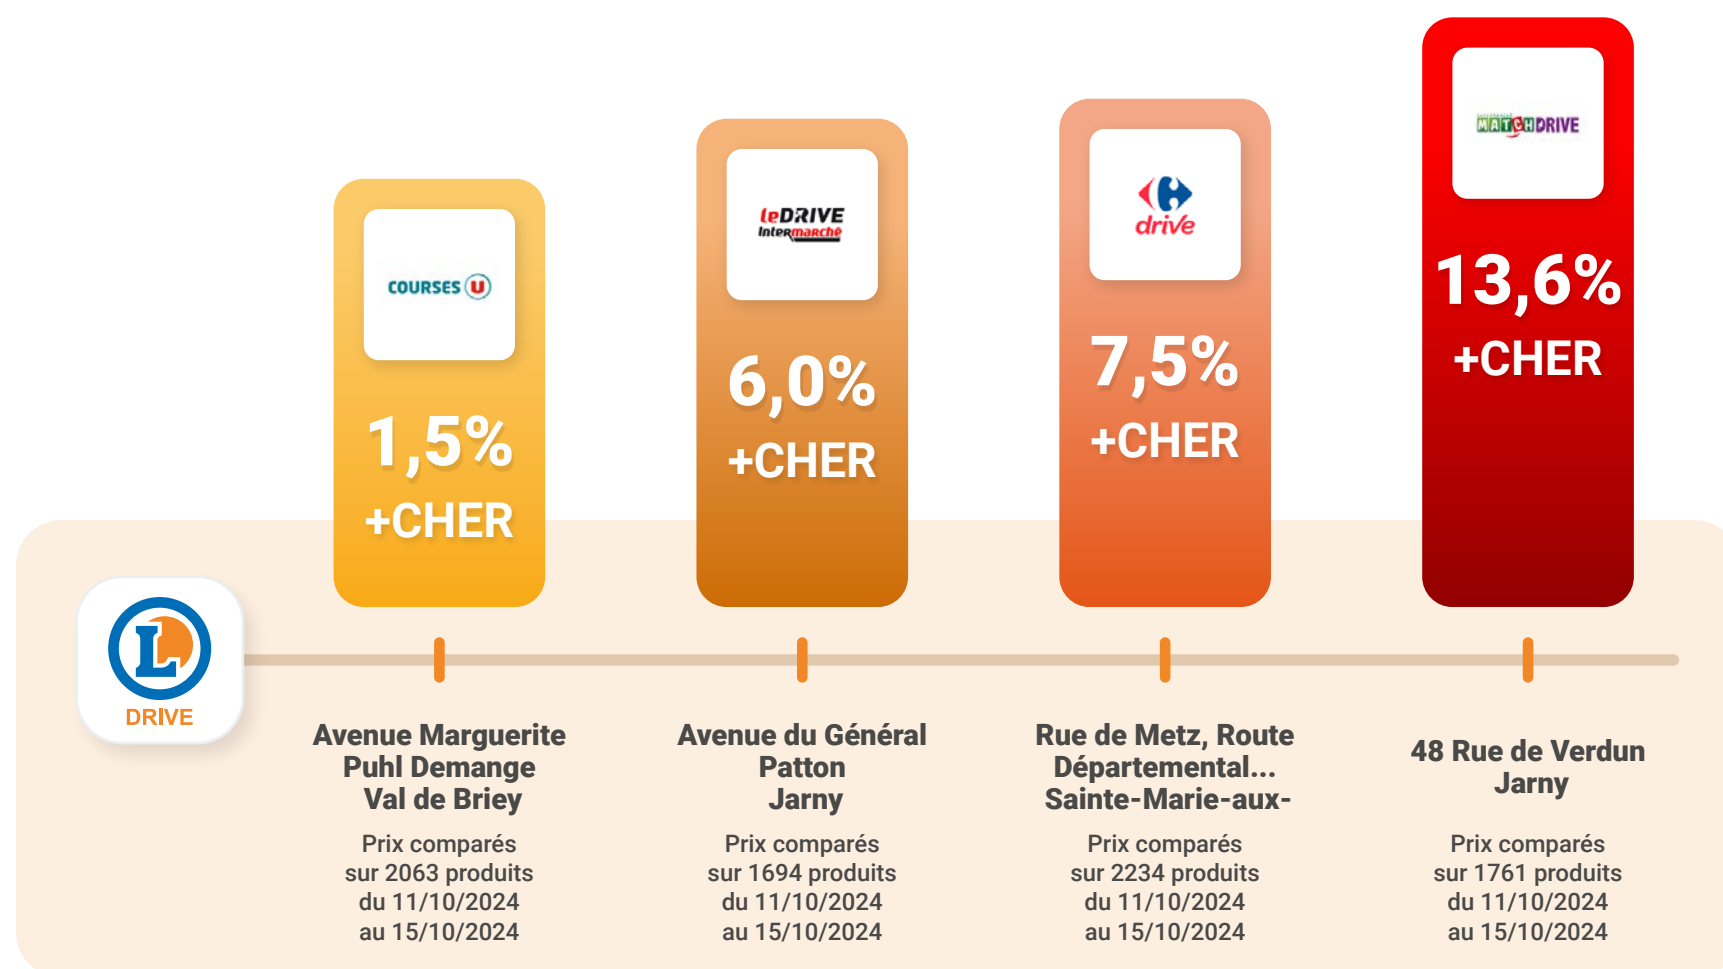 COURSES U
1,5%
+CHER
leDRIVE
Intermarché
6,0%
+CHER
drive
7,5%
+CHER
MATCHDRIVE
13,6%
+CHER
L
DRIVE
Avenue Marguerite
Puhl Demange
Val de Briey
Prix comparés
sur 2063 produits
du 11/10/2024
au 15/10/2024
Avenue du Général
Patton
Jarny
Prix comparés
sur 1694 produits
du 11/10/2024
au 15/10/2024
Rue de Metz, Route
Départemental...
Sainte-Marie-aux-
Prix comparés
sur 2234 produits
du 11/10/2024
au 15/10/2024
48 Rue de Verdun
Jarny
Prix comparés
sur 1761 produits
du 11/10/2024
au 15/10/2024